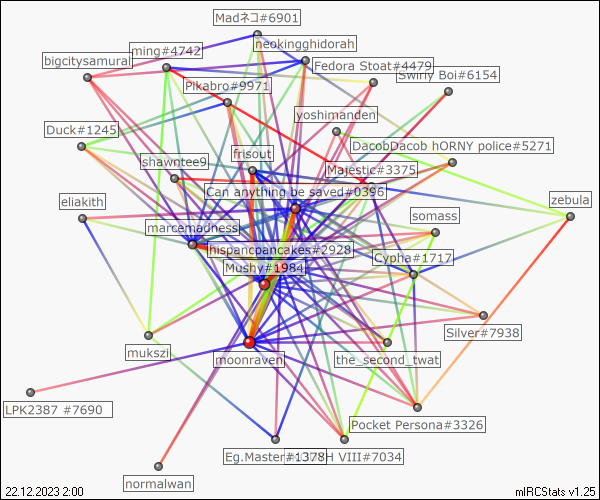 Madネコ#6901
neokingghidorah
ming#4742
bigcitysamurai
Fedora Stoat#4479
Swirly Boi#6154
Pikabro#9971
yoshimanden
Duck#1245
DacobDacob hORNY police#5271
frisout
shawntee9
Majestic#3375
Can anything be saved#0396
eliakith
zebula
somass
marcemadness
hispancpancakes#2928
Cypha#1717
Mushy#1984
Silver#7938
mukszi
moonraven
the_second_twat
LPK2387 #7690
Pocket Persona#3326
Eg.Master#1378
H VIII#7034
normalwan
22.12.2023 2:00
mIRCStats v1.25